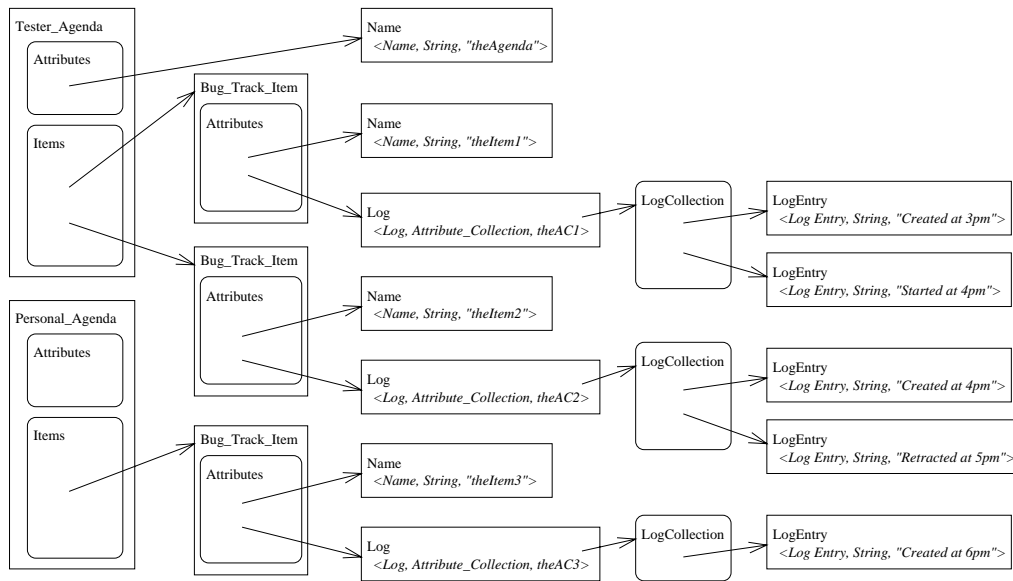 Tester_Agenda
Attributes
Items
Name
<Name, String, "theAgenda">
Bug_Track_Item
Attributes
Name
<Name, String, "theItem1">
Log
<Log, Attribute_Collection, theAC1>
LogCollection
LogEntry
<Log Entry, String, "Created at 3pm">
LogEntry
<Log Entry, String, "Started at 4pm">
Bug_Track_Item
Attributes
Name
<Name, String, "theItem2">
Log
<Log, Attribute_Collection, theAC2>
LogCollection
LogEntry
<Log Entry, String, "Created at 4pm">
LogEntry
<Log Entry, String, "Retracted at 5pm">
Personal_Agenda
Attributes
Items
Bug_Track_Item
Attributes
Name
<Name, String, "theItem3">
Log
<Log, Attribute_Collection, theAC3>
LogCollection
LogEntry
<Log Entry, String, "Created at 6pm">